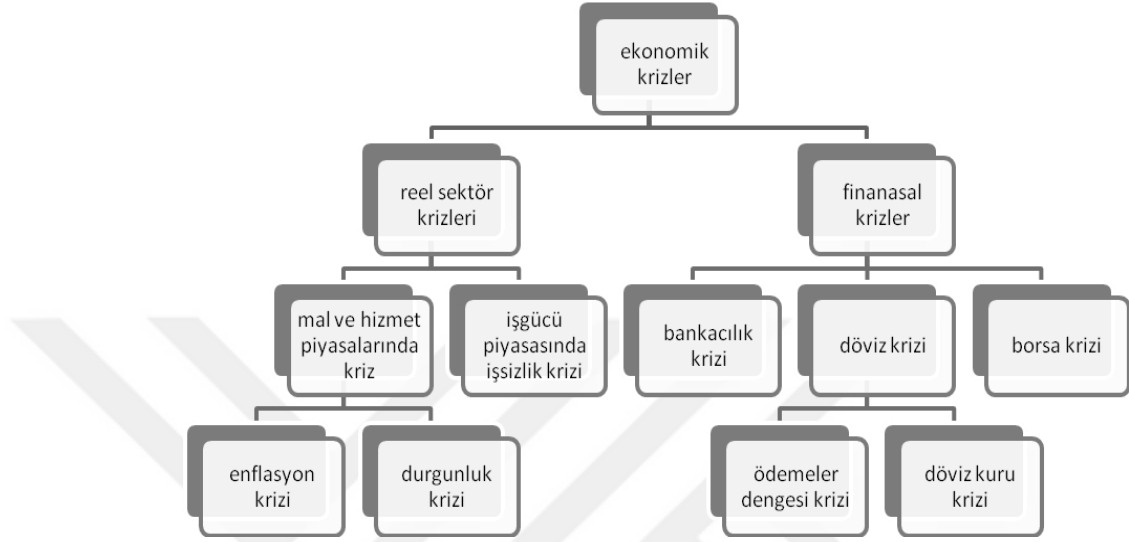 ekonomik
krizler
reel sektör
krizleri
finanasal
krizler
mal ve hizmet
piyasalarında
kriz
işgücü
piyasasında
işsizlik krizi
bankacılık
krizi
döviz krizi
borsa krizi
enflasyon
krizi
durgunluk
krizi
ödemeler
dengesi krizi
döviz kuru
krizi